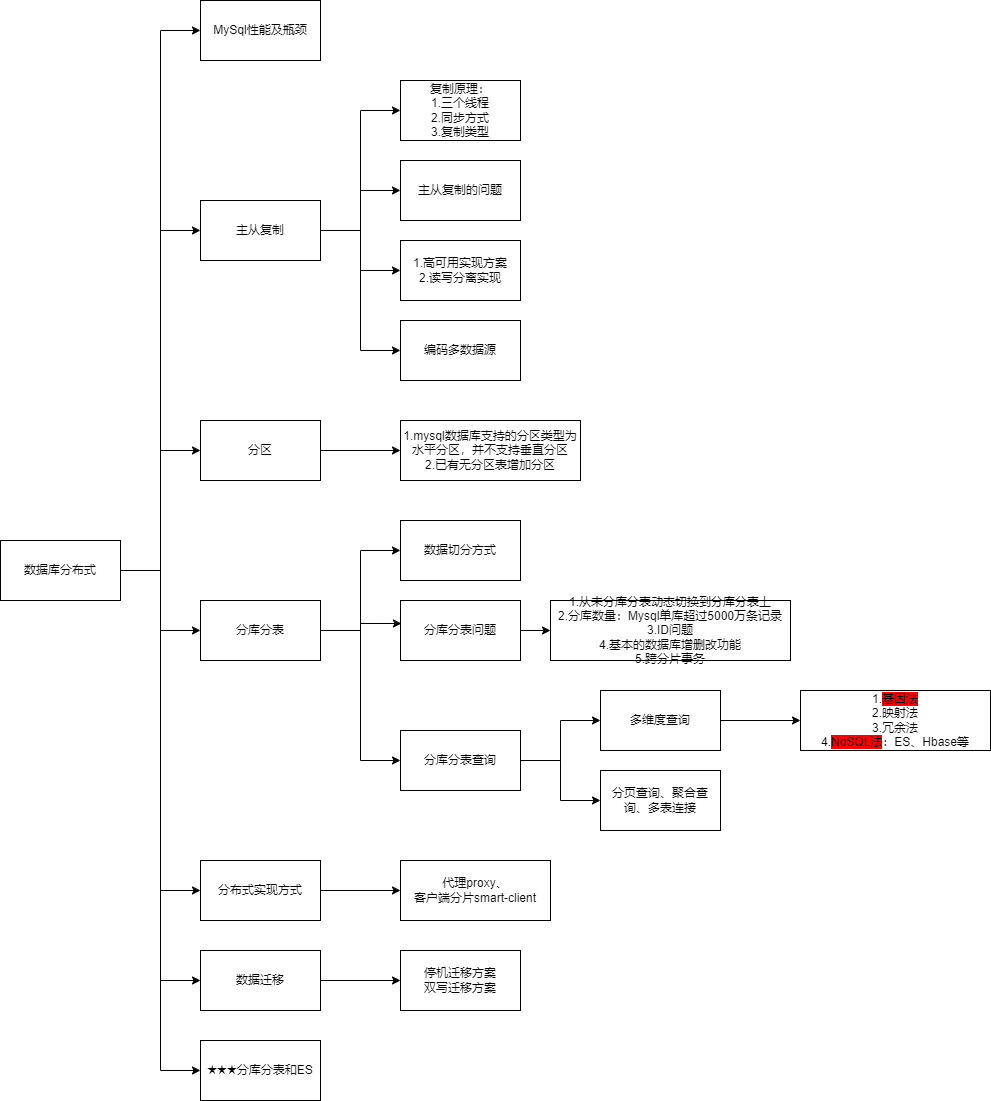 MySql性能及瓶颈
复制原理：
1.三个线程
2.同步方式
3.复制类型
主从复制的问题
主从复制
1.高可用实现方案
2.读写分离实现
编码多数据源
分区
1.mysql数据库支持的分区类型为
水平分区，并不支持垂直分区
2.已有无分区表增加分区
数据库分布式
数据切分方式
分库分表
分库分表问题
1.从未分库分表动态切换到分库分表上
2.分库数量：Mysql单库超过5000万条记录
3.ID问题
4.基本的数据库增删改功能
5.跨分片事务
分库分表查询
多维度查询
1.基因法
2.映射法
3.冗余法
4.NoSQL法：ES、Hbase等
分页查询、聚合查
询、多表连接
分布式实现方式
代理proxy、
客户端分片smart-client
数据迁移
停机迁移方案
双写迁移方案
★★★分库分表和ES